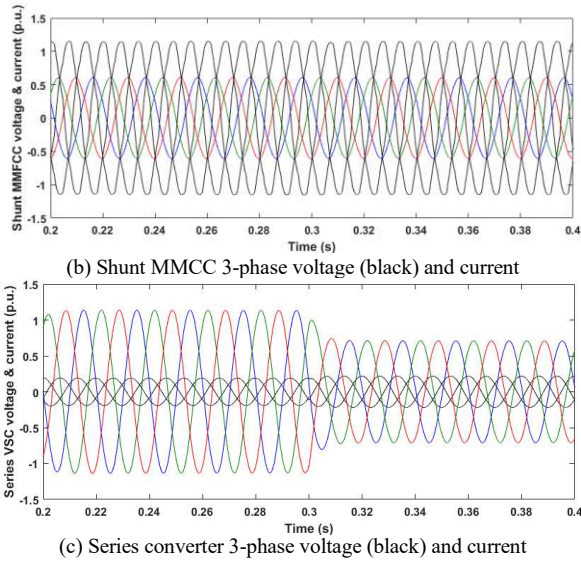 Shunt MMFCC voltage & current (p.u.)
1.5
1
0.5
0
-0.5
-1
-1.5
0.2 0.22 0.24 0.26 0.28 0.3 0.32 0.34 0.36 0.38 0.4
Time (s)
(b) Shunt MMCC 3-phase voltage (black) and current
Series VSC voltage & current (p.u.)
1.5
1
0.5
0
-0.5
-1
-1.5
0.2 0.22 0.24 0.26 0.28 0.3 0.32 0.34 0.36 0.38 0.4
Time (s)
(c) Series converter 3-phase voltage (black) and current